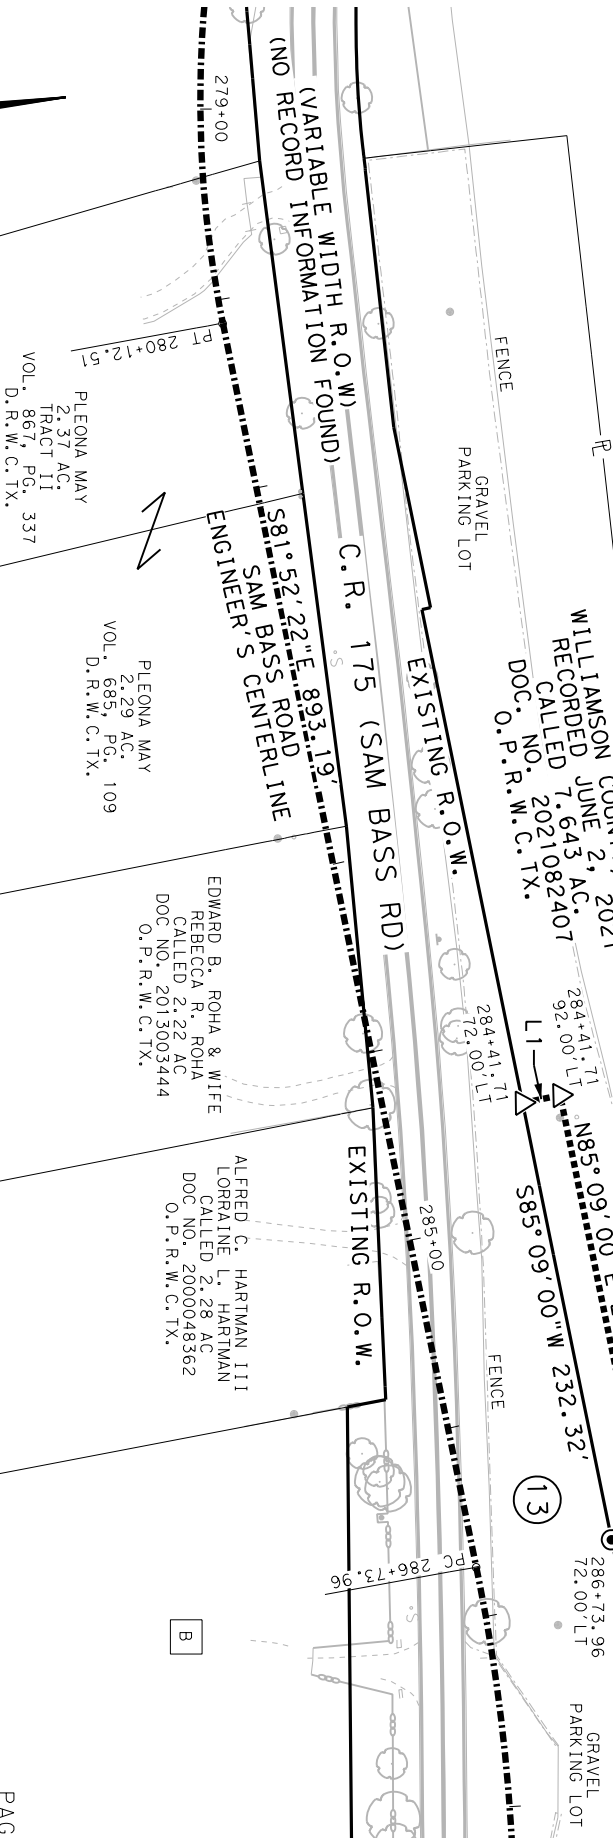 279+00
(VARIABLE WIDTH R.O.W)
(NO RECORD INFORMATION FOUND)
PT 280+12.51
FENCE
GRAVEL
PARKING LOT
PLEONA MAY
2.37 AC.
TRACT II
VOL. 867, PG. 337
D.R.W.C.TX.
S81°52'22"E 893.19'
SAM BASS ROAD
ENGINEER'S CENTERLINE
C.R. 175 (SAM BASS RD)
EXISTING R.O.W.
WILLIAMSON COUNTY, 2021
RECORDED JUNE 2,
CALLED 7.643 AC.
DOC. NO. 2021082407
O.P.R.W.C.TX.
PLEONA MAY
2.29 AC.
VOL. 685, PG. 109
D.R.W.C.TX.
EDWARD B. ROHA & WIFE
REBECCA R. ROHA
CALLED 2.22 AC
DOC NO. 2013003444
O.P.R.W.C.TX.
284+41.71
92.00'LT
L1
284+41.71
72.00'LT
N85°09'00"E
S85°09'00"W 232.32'
ALFRED C. HARTMAN III
LORRAINE L. HARTMAN
CALLED 2.28 AC
DOC NO. 2000048362
O.P.R.W.C.TX.
EXISTING R.O.W.
285+00
FENCE
13
286+73.96
72.00'LT
PC 286+73.96
B
GRAVEL
PARKING LOT
PAG